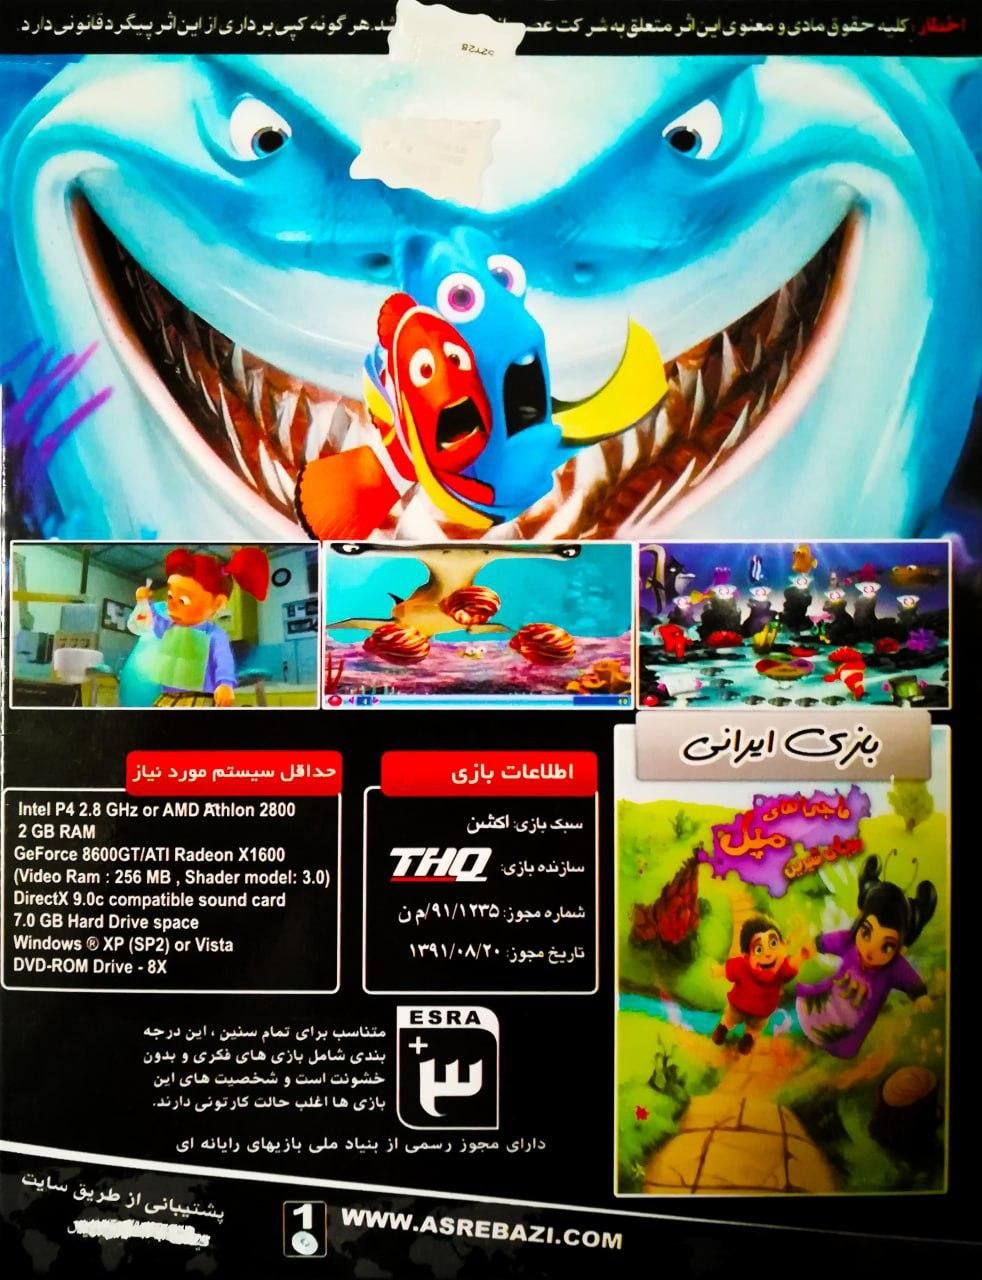 اخطار: کلیه حقوق مادی و معنوی این اثر متعلق به شرکت عصر باشد. هر گونه کپی برداری از این اثر پیگرد قانونی دارد.
52728
بازی ایرانی
ماجراهای
مپل
حداقل سیستم مورد نیاز
Intel P4 2.8 GHz or AMD Athlon 2800
2 GB RAM
GeForce 8600GT/ATI Radeon X1600
(Video Ram : 256 MB , Shader model: 3.0)
DirectX 9.0c compatible sound card
7.0 GB Hard Drive space
Windows ® XP (SP2) or Vista
DVD-ROM Drive - 8X
اطلاعات بازی
سبک بازی: اکشن
سازنده بازی: THQ
شماره مجوز: ۹۱/۱۲۳۵/م ن
تاریخ مجوز: ۱۳۹۱/۰۸/۲۰
ESRA
+۳
متناسب برای تمام سنین ، این درجه
بندی شامل بازی های فکری و بدون
خشونت است و شخصیت های این
بازی ها اغلب حالت کارتونی دارند.
دارای مجوز رسمی از بنیاد ملی بازیهای رایانه ای
پشتیبانی از طریق سایت
1
WWW.ASREBAZI.COM